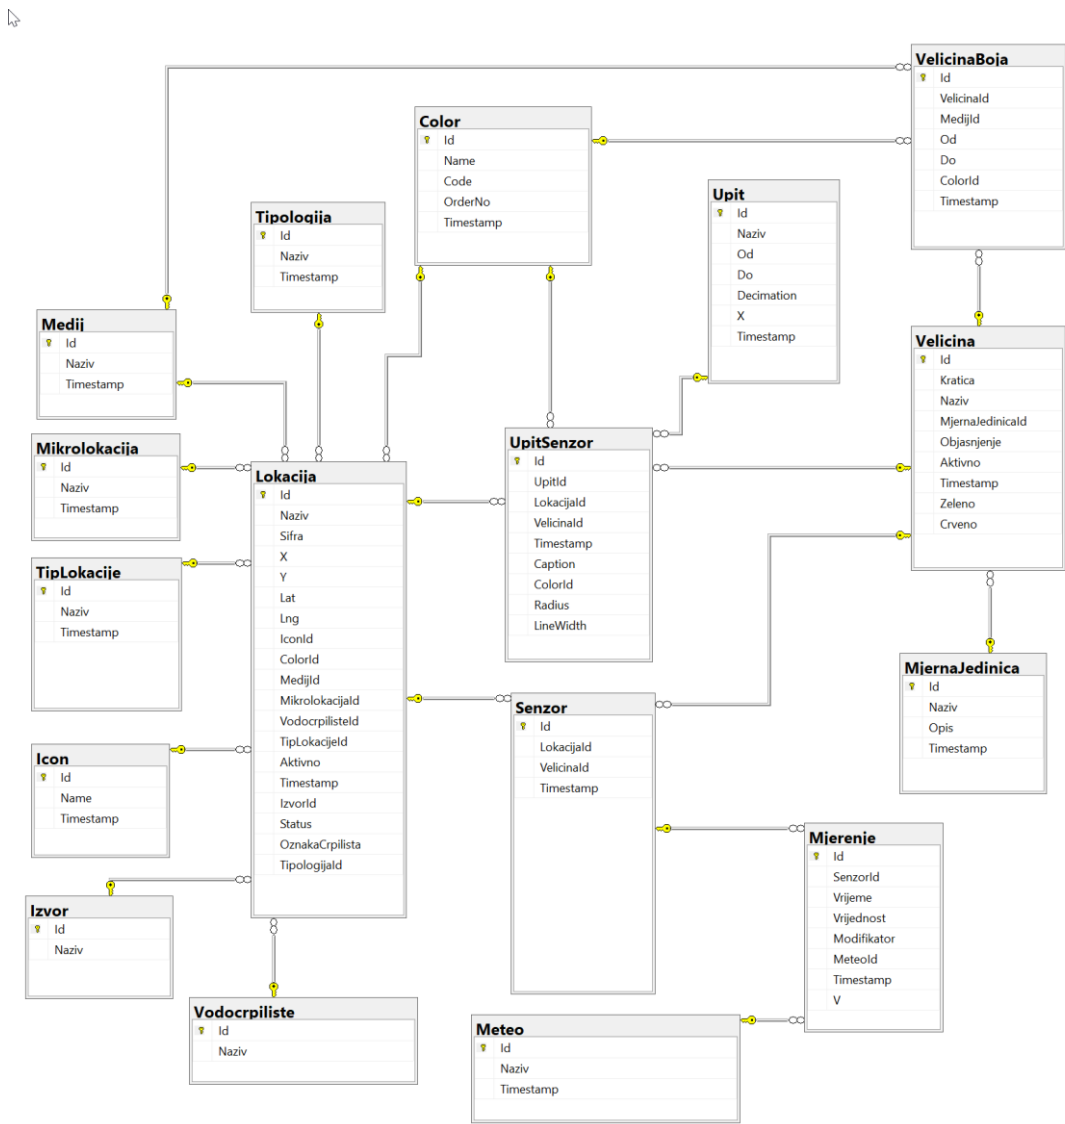 VelicinaBoja
Id
VelicinaId
MedijId
Od
Do
ColorId
Timestamp
Color
Id
Name
Code
OrderNo
Timestamp
Upit
Id
Naziv
Od
Do
Decimation
X
Timestamp
Tipologija
Id
Naziv
Timestamp
Medij
Id
Naziv
Timestamp
Velicina
Id
Kratica
Naziv
MjernaJedinicaId
Objasnjenje
Aktivno
Timestamp
Zeleno
Crveno
Mikrolokacija
Id
Naziv
Timestamp
UpitSenzor
Id
UpitId
LokacijaId
VelicinaId
Timestamp
Caption
ColorId
Radius
LineWidth
Lokacija
Id
Naziv
Sifra
X
Y
Lat
Lng
IconId
ColorId
MedijId
MikrolokacijaId
VodocrpilisteId
TipLokacijeId
Aktivno
Timestamp
IzvorId
Status
OznakaCrpilista
TipologijaId
TipLokacije
Id
Naziv
Timestamp
MjernaJedinica
Id
Naziv
Opis
Timestamp
Senzor
Id
LokacijaId
VelicinaId
Timestamp
Icon
Id
Name
Timestamp
Mjerenje
Id
SenzorId
Vrijeme
Vrijednost
Modifikator
MeteoId
Timestamp
V
Izvor
Id
Naziv
Vodocrpiliste
Id
Naziv
Meteo
Id
Naziv
Timestamp